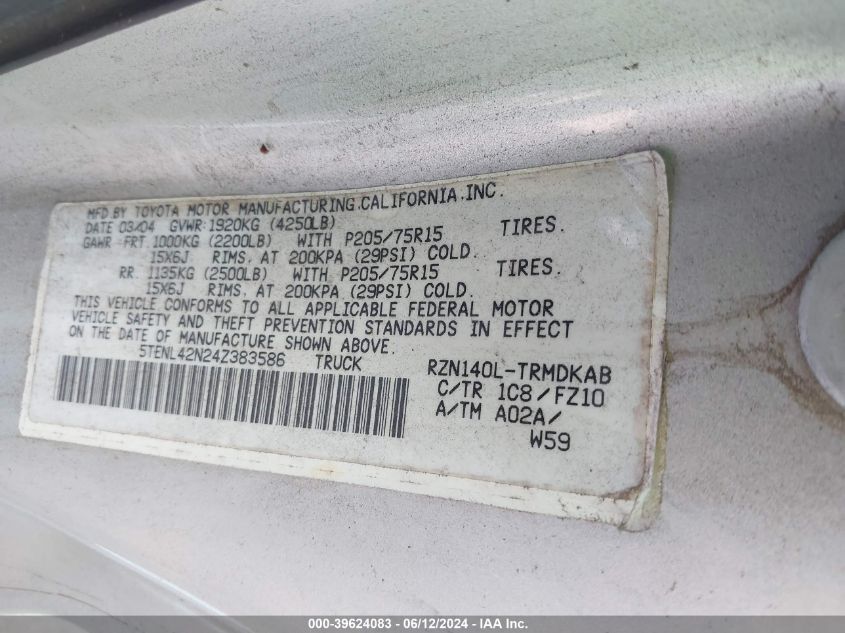 MFD.BY TOYOTA MOTOR MANUFACTURING.CALIFORNIA.INC.
DATE 03/04 GVWR:1920KG (4250LB)
GAWR FRT.1000KG (2200LB) WITH P205/75R15 TIRES.
15X6J RIMS, AT 200KPA (29PSI) COLD.
RR. 1135KG (2500LB) WITH P205/75R15 TIRES.
15X6J RIMS, AT 200KPA (29PSI) COLD.
THIS VEHICLE CONFORMS TO ALL APPLICABLE FEDERAL MOTOR
VEHICLE SAFETY AND THEFT PREVENTION STANDARDS IN EFFECT
ON THE DATE OF MANUFACTURE SHOWN ABOVE.
5TENL42N24Z383586 TRUCK
RZN140L-TRMDKAB
C/TR 1C8/FZ10
A/TM A02A/
W59
000-39624083 - 06/12/2024 - IAA Inc.